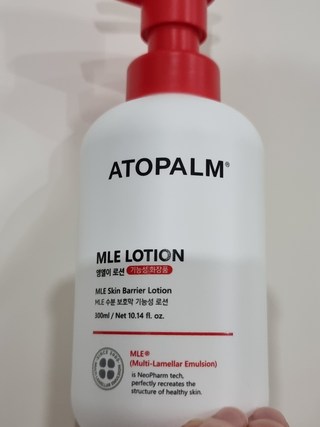 ATOPALM®
MLE LOTION
엠엘이 로션 기능성화장품
MLE Skin Barrier Lotion
MLE 수분 보호막 기능성 로션
300ml / Net 10.14 fl. oz.
MLE®
(Multi-Lamellar Emulsion)
is NeoPharm tech,
perfectly recreates the
structure of healthy skin.